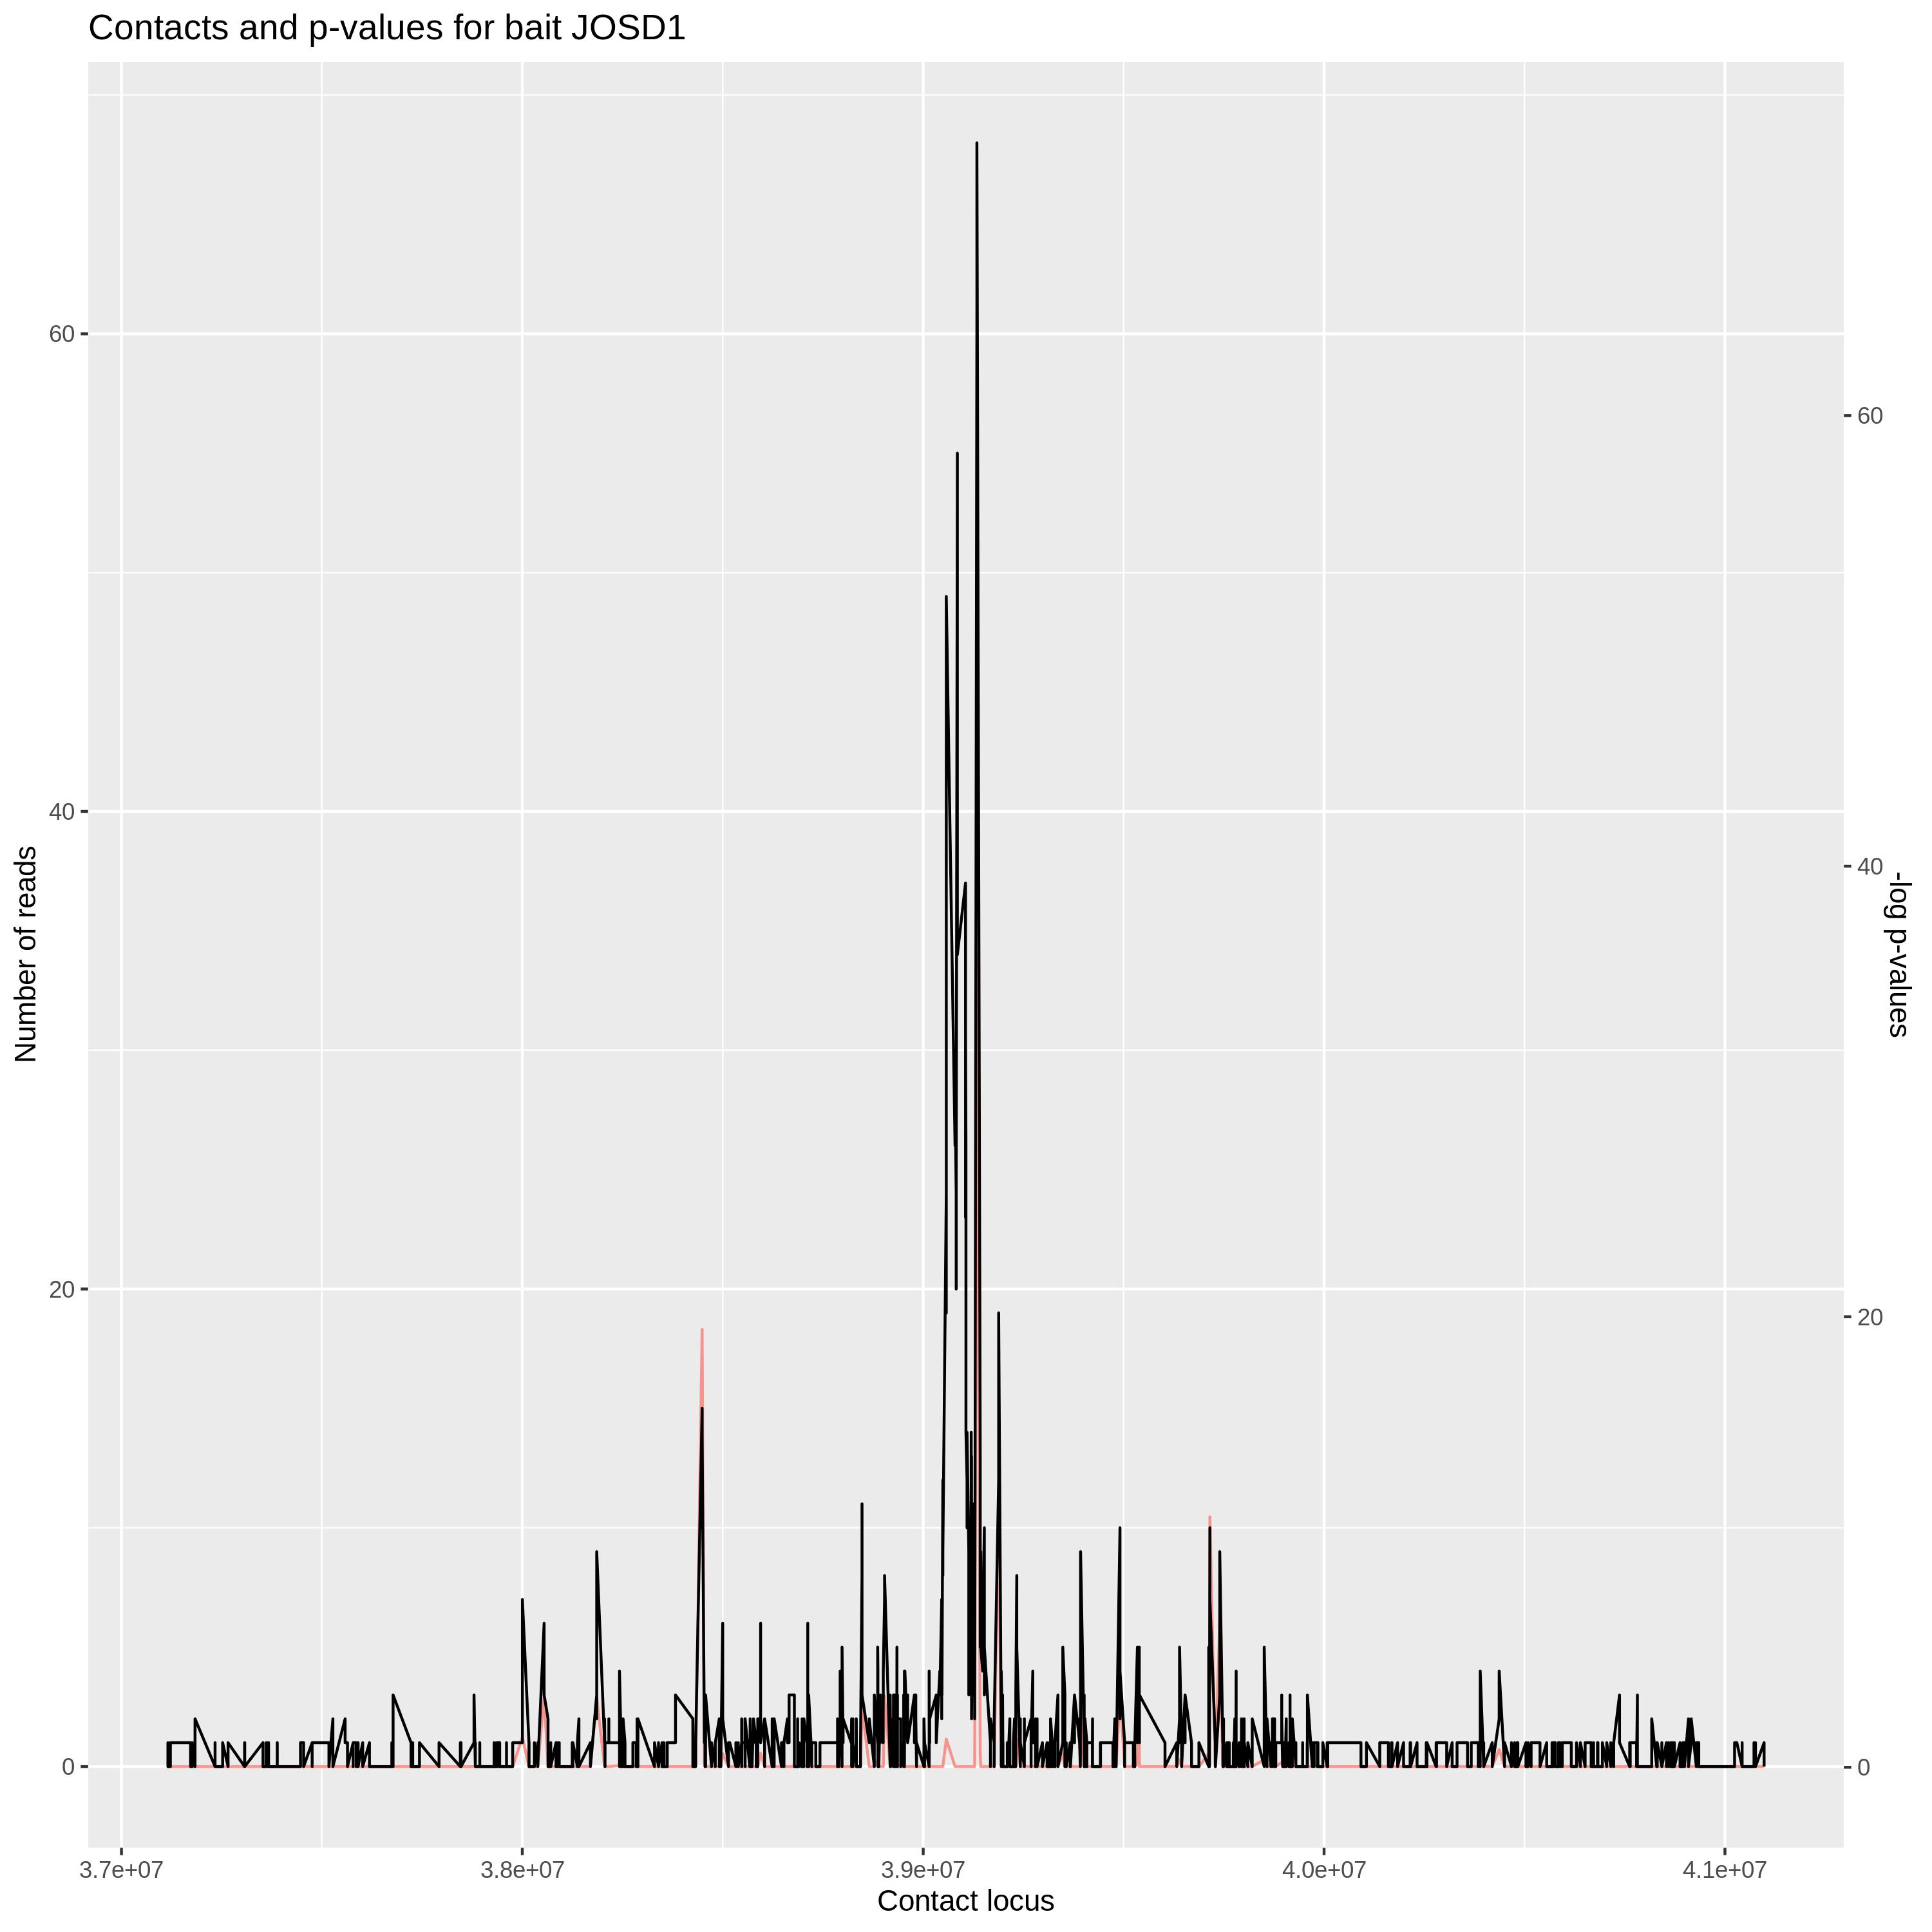 Contacts and p-values for bait JOSD1
Number of reads
60
40
20
0
60
40
20
0
-log p-values
3.7e+07
3.8e+07
3.9e+07
4.0e+07
4.1e+07
Contact locus